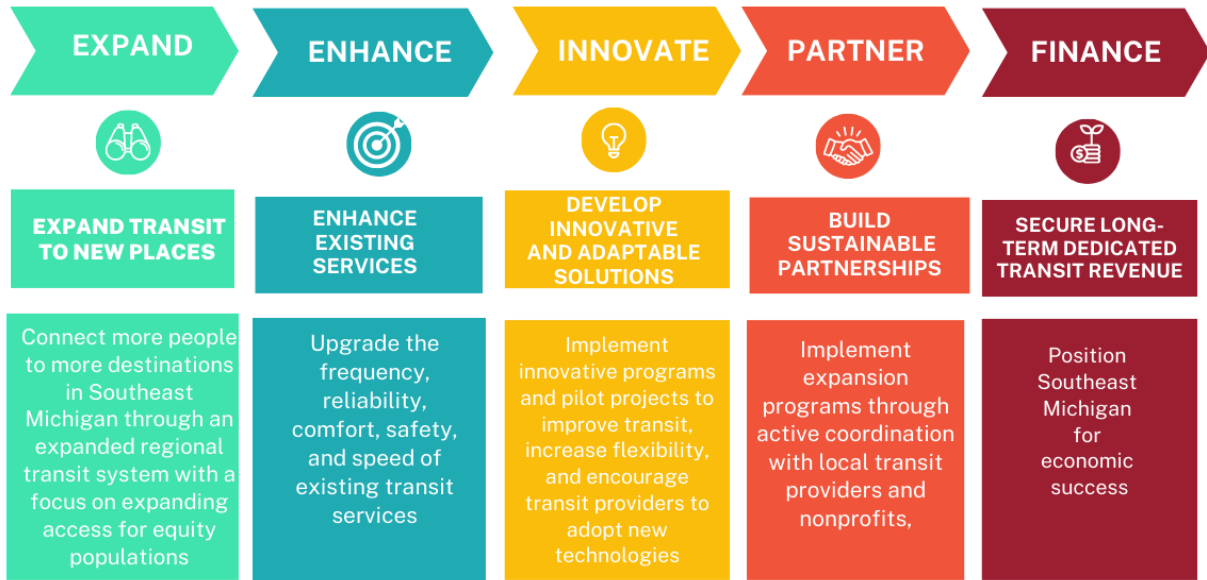 EXPAND
ENHANCE
INNOVATE
PARTNER
FINANCE
EXPAND TRANSIT
TO NEW PLACES
ENHANCE
EXISTING
SERVICES
DEVELOP
INNOVATIVE
AND ADAPTABLE
SOLUTIONS
BUILD
SUSTAINABLE
PARTNERSHIPS
SECURE LONG-
TERM DEDICATED
TRANSIT REVENUE
Connect more people
to more destinations
in Southeast
Michigan through an
expanded regional
transit system with a
focus on expanding
access for equity
populations
Upgrade the
frequency,
reliability,
comfort, safety,
and speed of
existing transit
services
Implement
innovative programs
and pilot projects to
improve transit,
increase flexibility,
and encourage
transit providers to
adopt new
technologies
Implement
expansion
programs through
active coordination
with local transit
providers and
nonprofits,
Position
Southeast
Michigan
for
economic
success